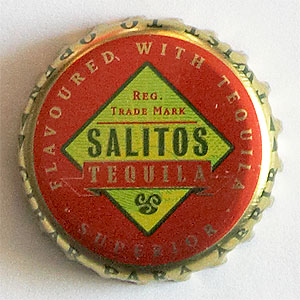 FLAVOURED WITH TEQUILA
REG.
TRADE MARK
SALITOS
TEQUILA
SUPERIOR